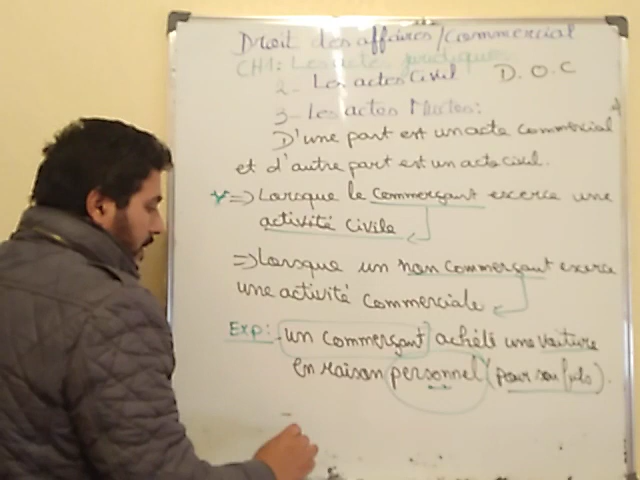 Droit des affaires/Commercial
CH1: Les actes juridiques
2- Les actes Civil D.O.C
3- Les actes Mixtes:
D'une part est un acte Commercial
et d'autre part est un acte civil.
=> Lorsque le Commerçant exerce une
activité Civile
=> Lorsque un non Commerçant exerce
une activité Commerciale
Exp: un commerçant achèté une voiture
en raison personnel (pour son fils).